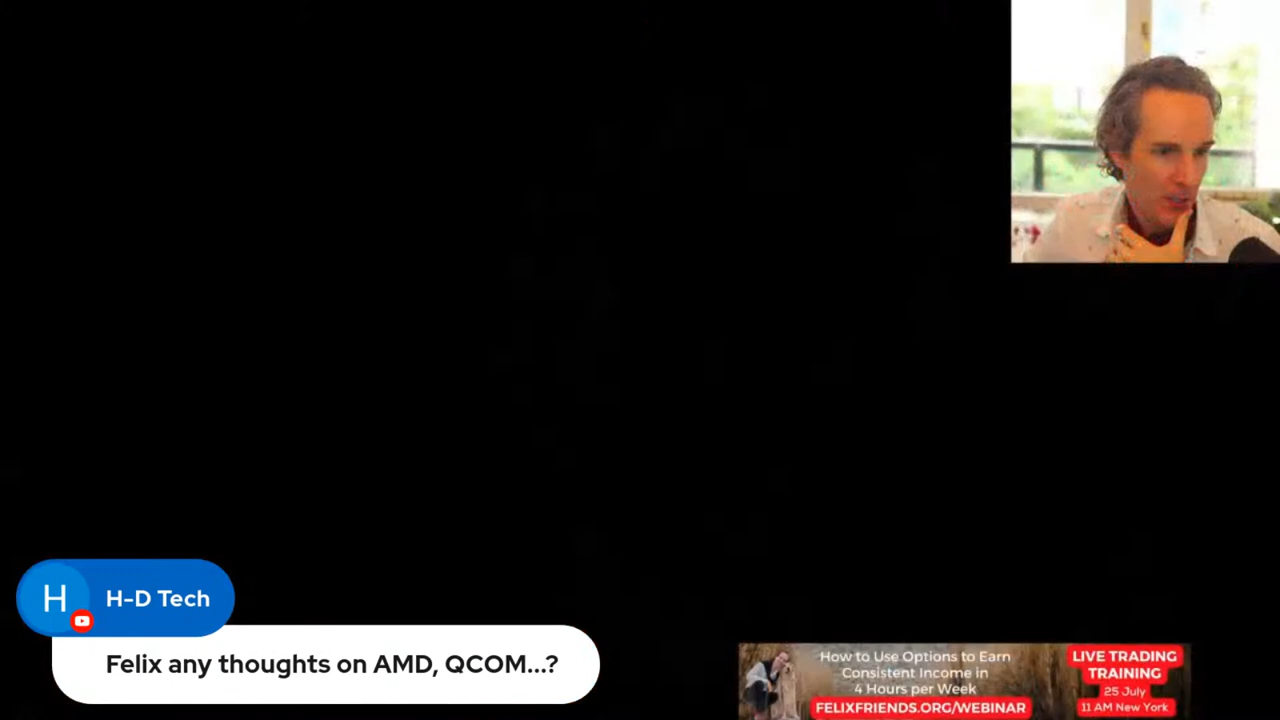 H
H-D Tech
Felix any thoughts on AMD, QCOM...?
How to Use Options to Earn
Consistent Income in
4 Hours per Week
FELIXFRIENDS.ORG/WEBINAR
LIVE TRADING
TRAINING
25 July
11 AM New York